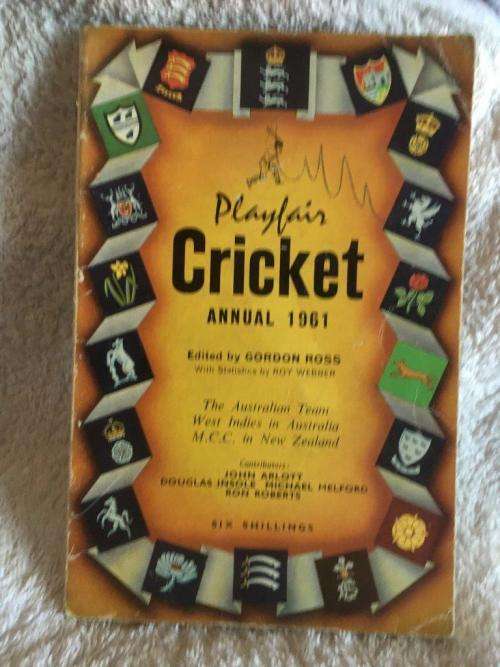 Playfair
Cricket
ANNUAL 1961
Edited by GORDON ROSS
With Statistics by ROY WEBBER
The Australian Team
West Indies in Australia
M.C.C. in New Zealand
Contributors:
JOHN ARLOTT
DOUGLAS INSOLE MICHAEL MELFORD
RON ROBERTS
SIX SHILLINGS